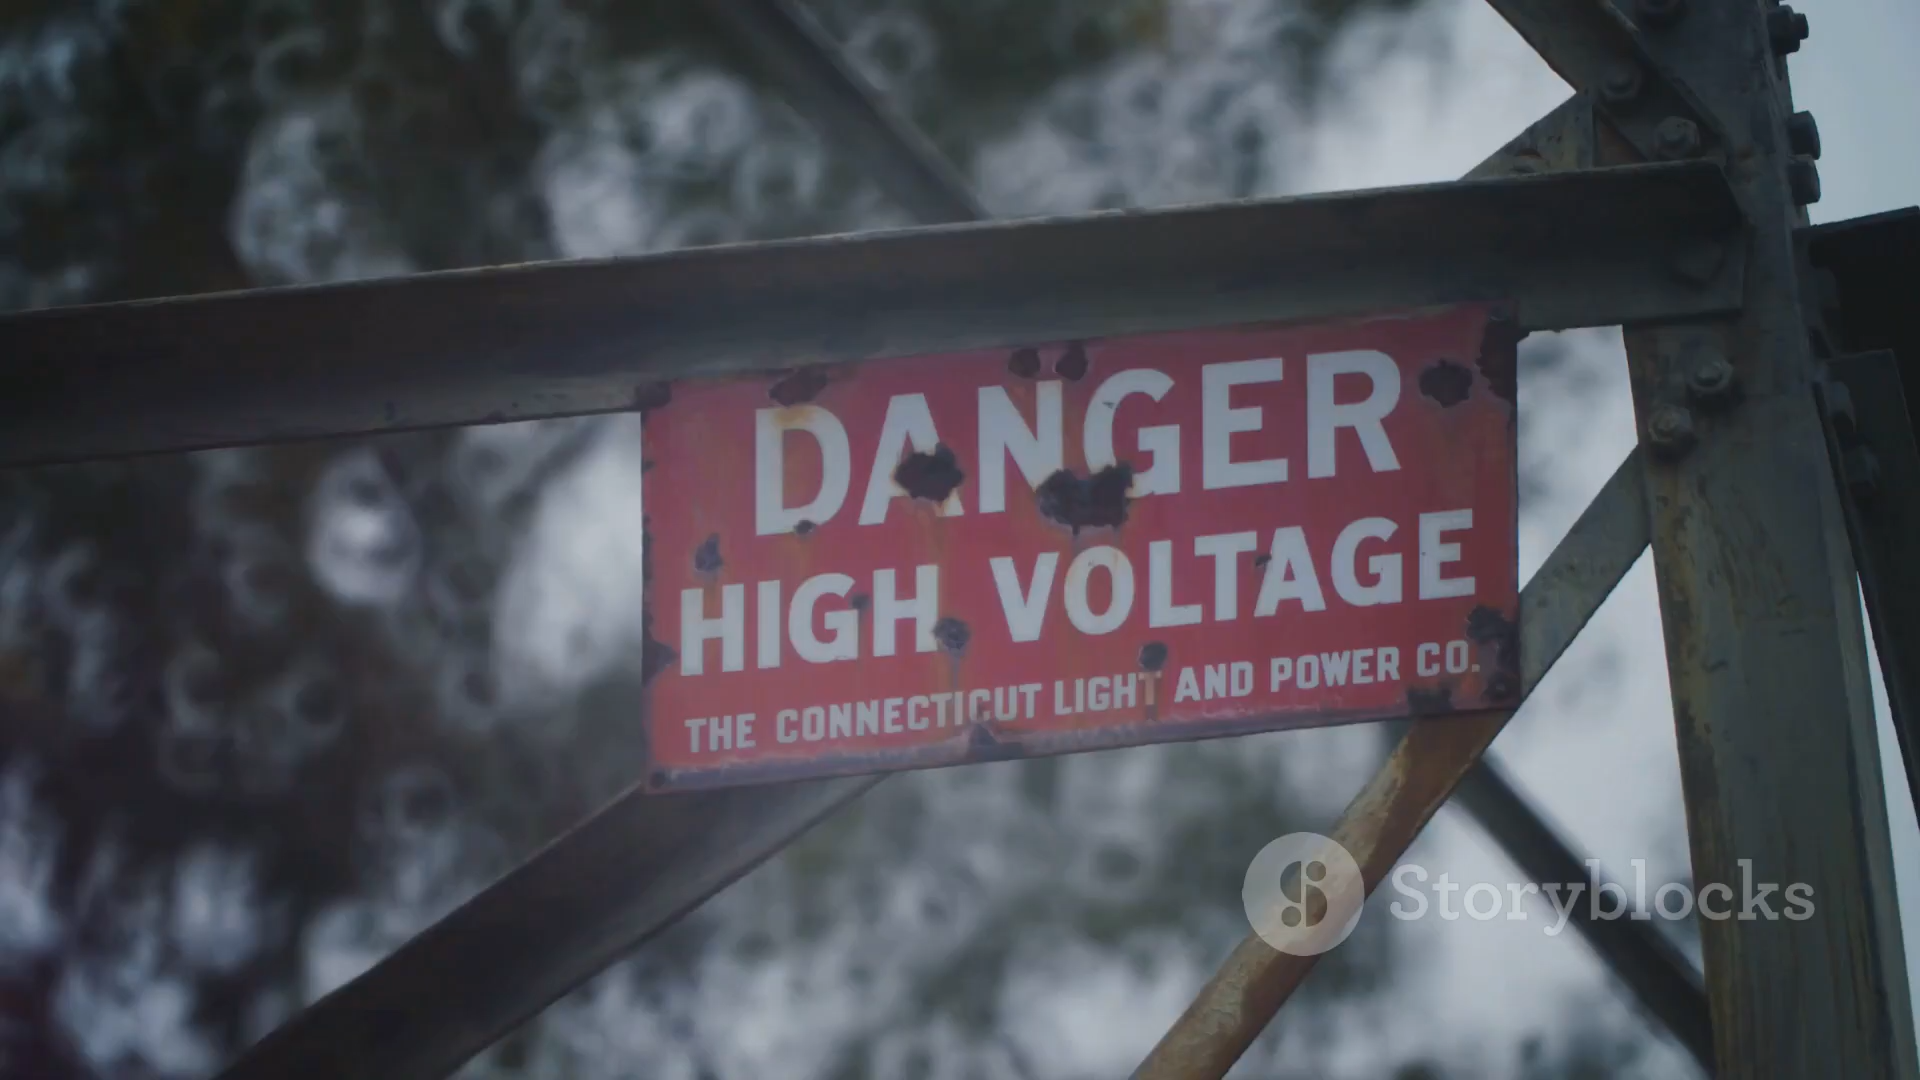 DANGER
HIGH VOLTAGE
THE CONNECTICUT LIGHT AND POWER CO.
Storyblocks